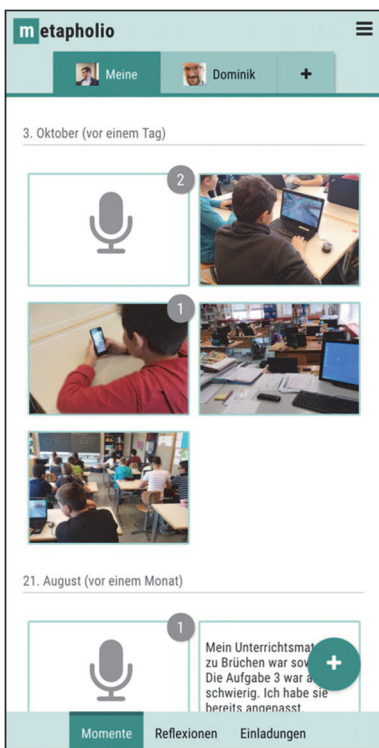 metapholio
Meine Dominik +
3. Oktober (vor einem Tag)
2
1
21. August (vor einem Monat)
1
Mein Unterrichtsmat
zu Brüchen war sow
Die Aufgabe 3 war a
schwierig. Ich habe sie
bereits angepasst.
+
Momente Reflexionen Einladungen